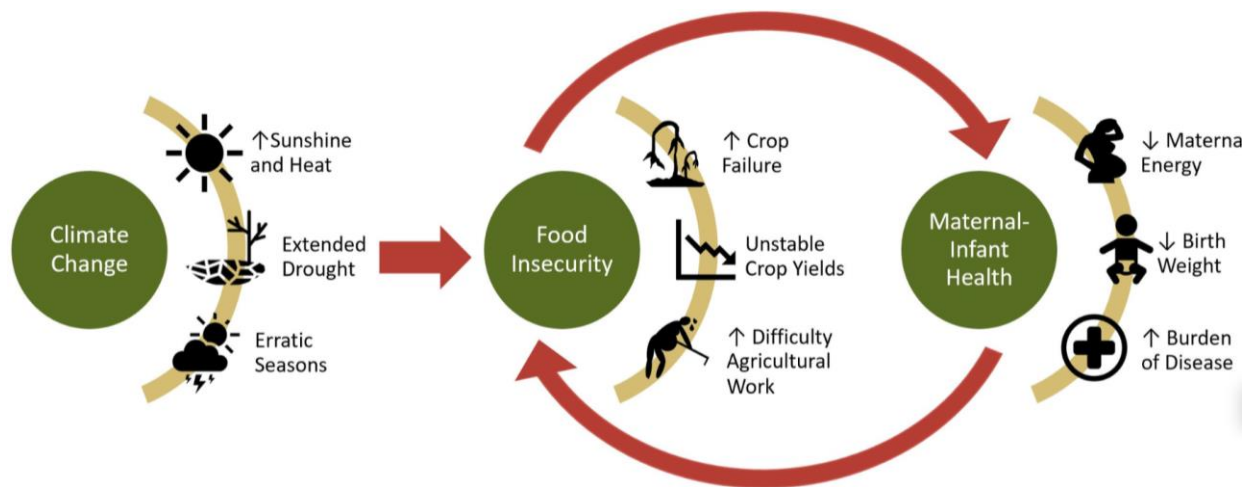 Climate
Change
↑Sunshine
and Heat
Extended
Drought
Erratic
Seasons
Food
Insecurity
↑ Crop
Failure
Unstable
Crop Yields
↑ Difficulty
Agricultural
Work
Maternal-
Infant
Health
↓ Maternal
Energy
↓ Birth
Weight
↑ Burden
of Disease